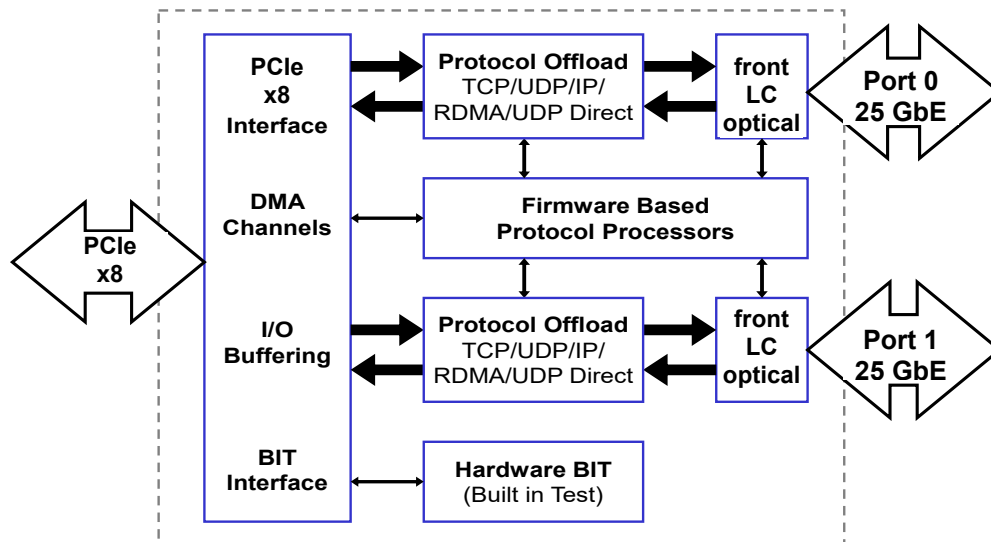 PCIe
x8
PCIe
x8
Interface
DMA
Channels
I/O
Buffering
BIT
Interface
Protocol Offload
TCP/UDP/IP/
RDMA/UDP Direct
front
LC
optical
Port 0
25 GbE
Firmware Based
Protocol Processors
Protocol Offload
TCP/UDP/IP/
RDMA/UDP Direct
front
LC
optical
Port 1
25 GbE
Hardware BIT
(Built in Test)